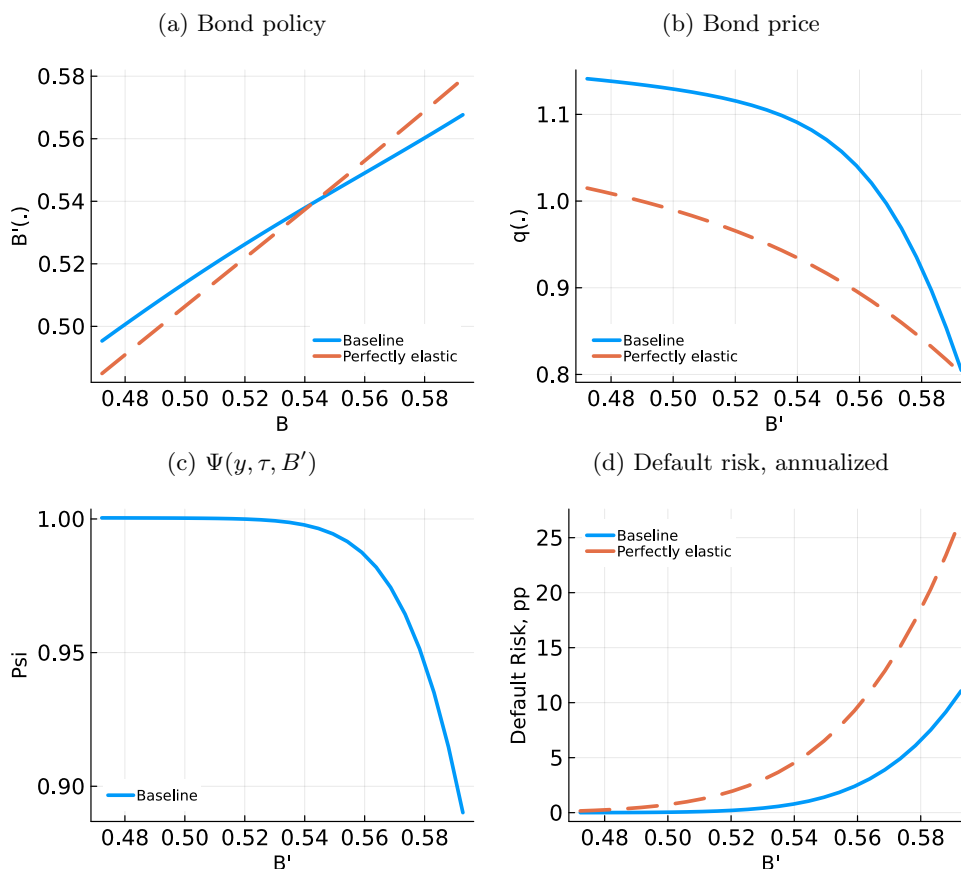 (a) Bond policy
B'(.)
0.58
0.56
0.54
0.52
0.50
0.48
0.50
0.52
0.54
0.56
0.58
B
Baseline
Perfectly elastic
(b) Bond price
q(.)
1.1
1.0
0.9
0.8
0.48
0.50
0.52
0.54
0.56
0.58
B'
Baseline
Perfectly elastic
(c) Ψ(y, τ, B′)
Psi
1.00
0.95
0.90
0.48
0.50
0.52
0.54
0.56
0.58
B'
Baseline
(d) Default risk, annualized
Default Risk, pp
25
20
15
10
5
0
0.48
0.50
0.52
0.54
0.56
0.58
B'
Baseline
Perfectly elastic